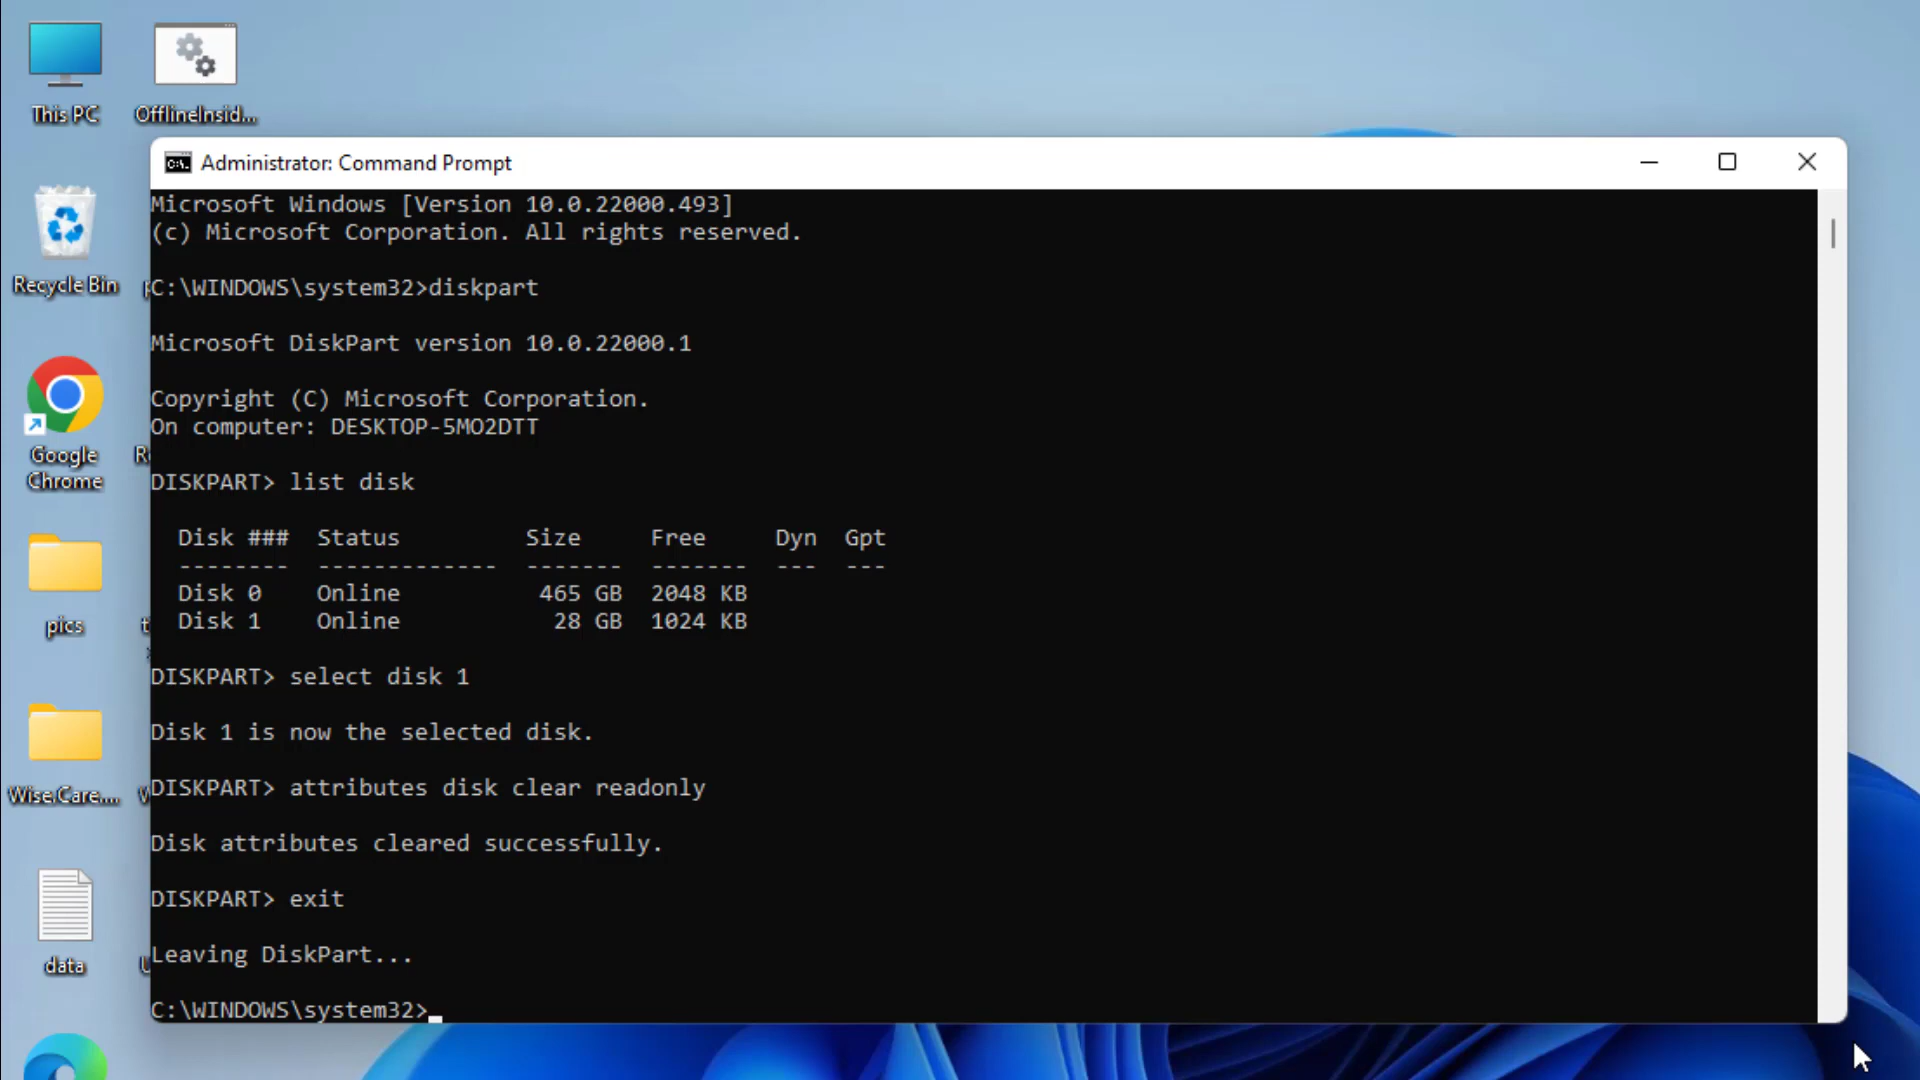 This PC
OfflineInsid...
Recycle Bin
Google
Chrome
pics
Wise.Care....
data
Administrator: Command Prompt
Microsoft Windows [Version 10.0.22000.493]
(c) Microsoft Corporation. All rights reserved.
C:\WINDOWS\system32>diskpart
Microsoft DiskPart version 10.0.22000.1
Copyright (C) Microsoft Corporation.
On computer: DESKTOP-5MO2DTT
DISKPART> list disk
Disk ###  Status         Size     Free     Dyn  Gpt
--------  -------------  -------  -------  ---  ---
Disk 0    Online          465 GB  2048 KB
Disk 1    Online           28 GB  1024 KB
DISKPART> select disk 1
Disk 1 is now the selected disk.
DISKPART> attributes disk clear readonly
Disk attributes cleared successfully.
DISKPART> exit
Leaving DiskPart...
C:\WINDOWS\system32>